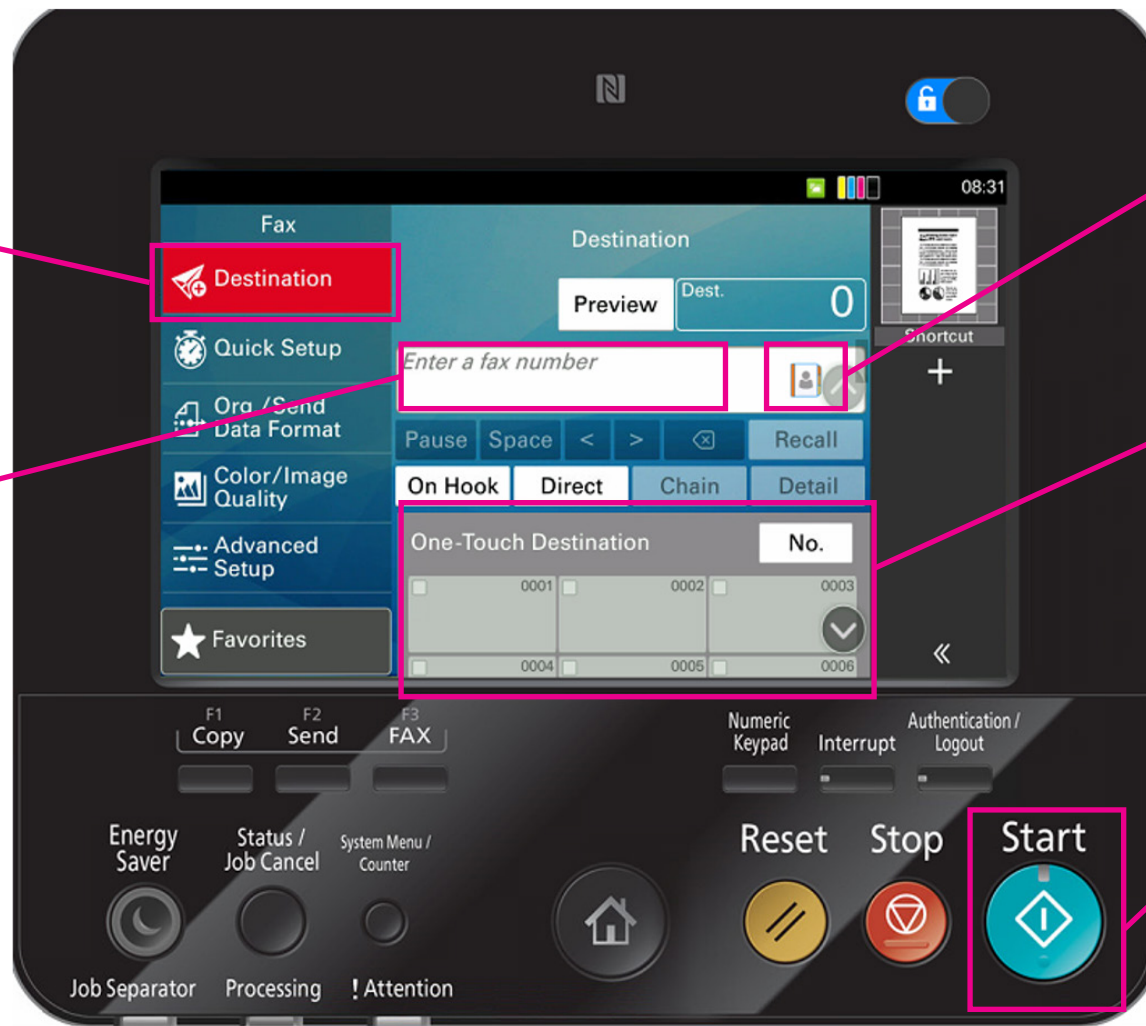 08:31
Fax
Destination
Quick Setup
Org./Send
Data Format
Color/Image
Quality
Advanced
Setup
Favorites
Destination
Preview
Dest.
0
Enter a fax number
Pause Space < > Recall
On Hook Direct Chain Detail
One-Touch Destination No.
0001 0002 0003
0004 0005 0006
Shortcut
+
«
F1 F2 F3
Copy Send FAX
Numeric
Keypad
Interrupt
Authentication /
Logout
Energy
Saver
Status /
Job Cancel
System Menu /
Counter
Reset Stop Start
Job Separator Processing ! Attention